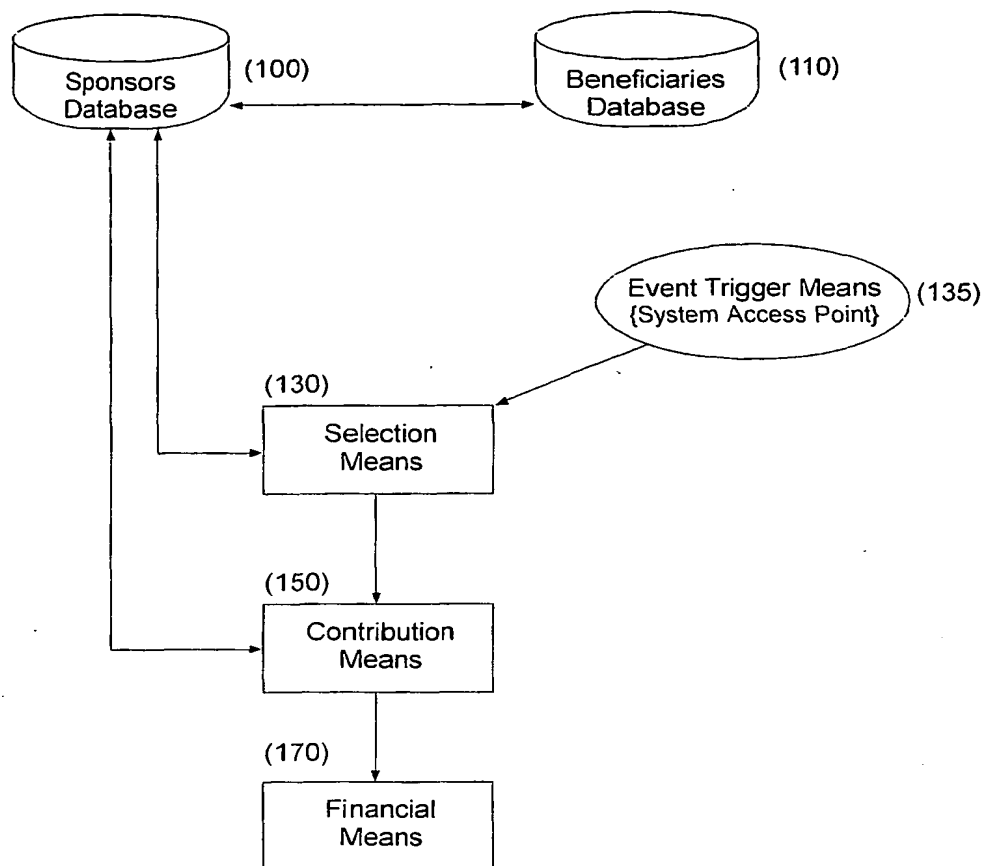 Sponsors
Database
(100)
Beneficiaries
Database
(110)
Event Trigger Means
{System Access Point}
(135)
(130)
Selection
Means
(150)
Contribution
Means
(170)
Financial
Means